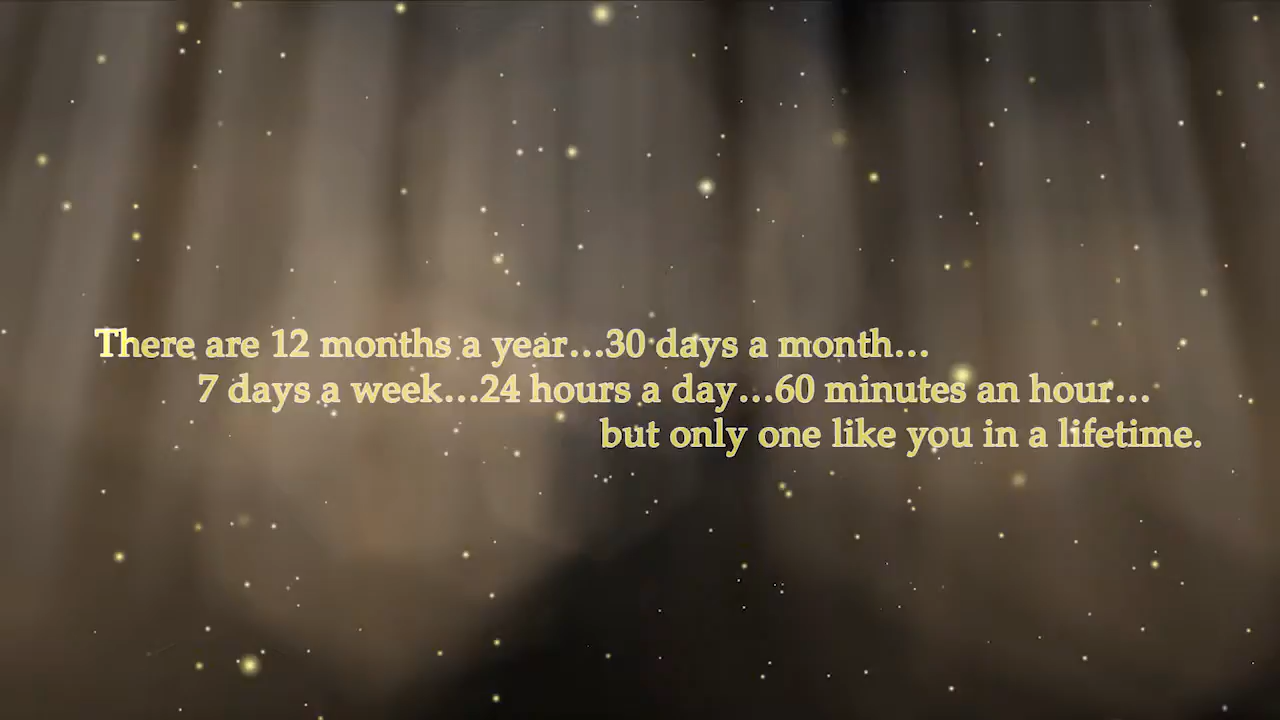 There are 12 months a year...30 days a month...
7 days a week...24 hours a day...60 minutes an hour...
but only one like you in a lifetime.